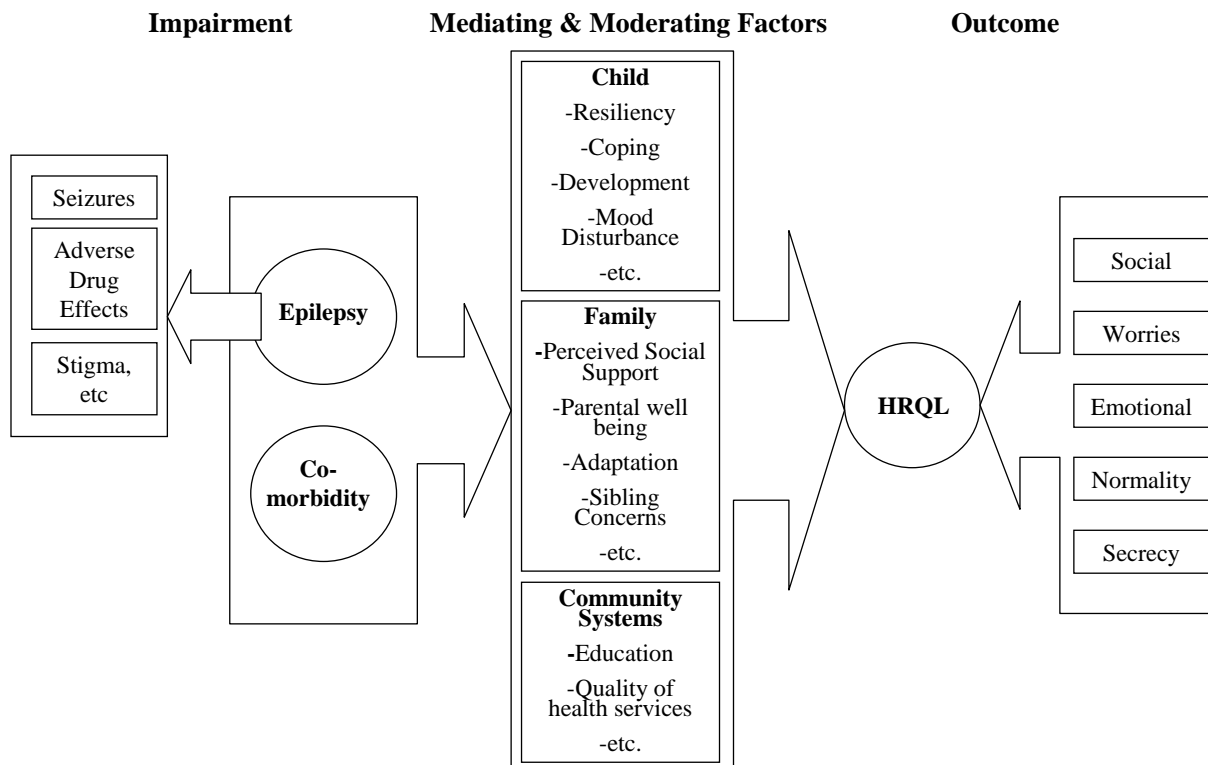 Impairment
Mediating & Moderating Factors
Outcome
Seizures
Adverse
Drug
Effects
Stigma,
etc
Epilepsy
Co-
morbidity
Child
-Resiliency
-Coping
-Development
-Mood
Disturbance
-etc.
Family
-Perceived Social
Support
-Parental well
being
-Adaptation
-Sibling
Concerns
-etc.
Community
Systems
-Education
-Quality of
health services
-etc.
HRQL
Social
Worries
Emotional
Normality
Secrecy